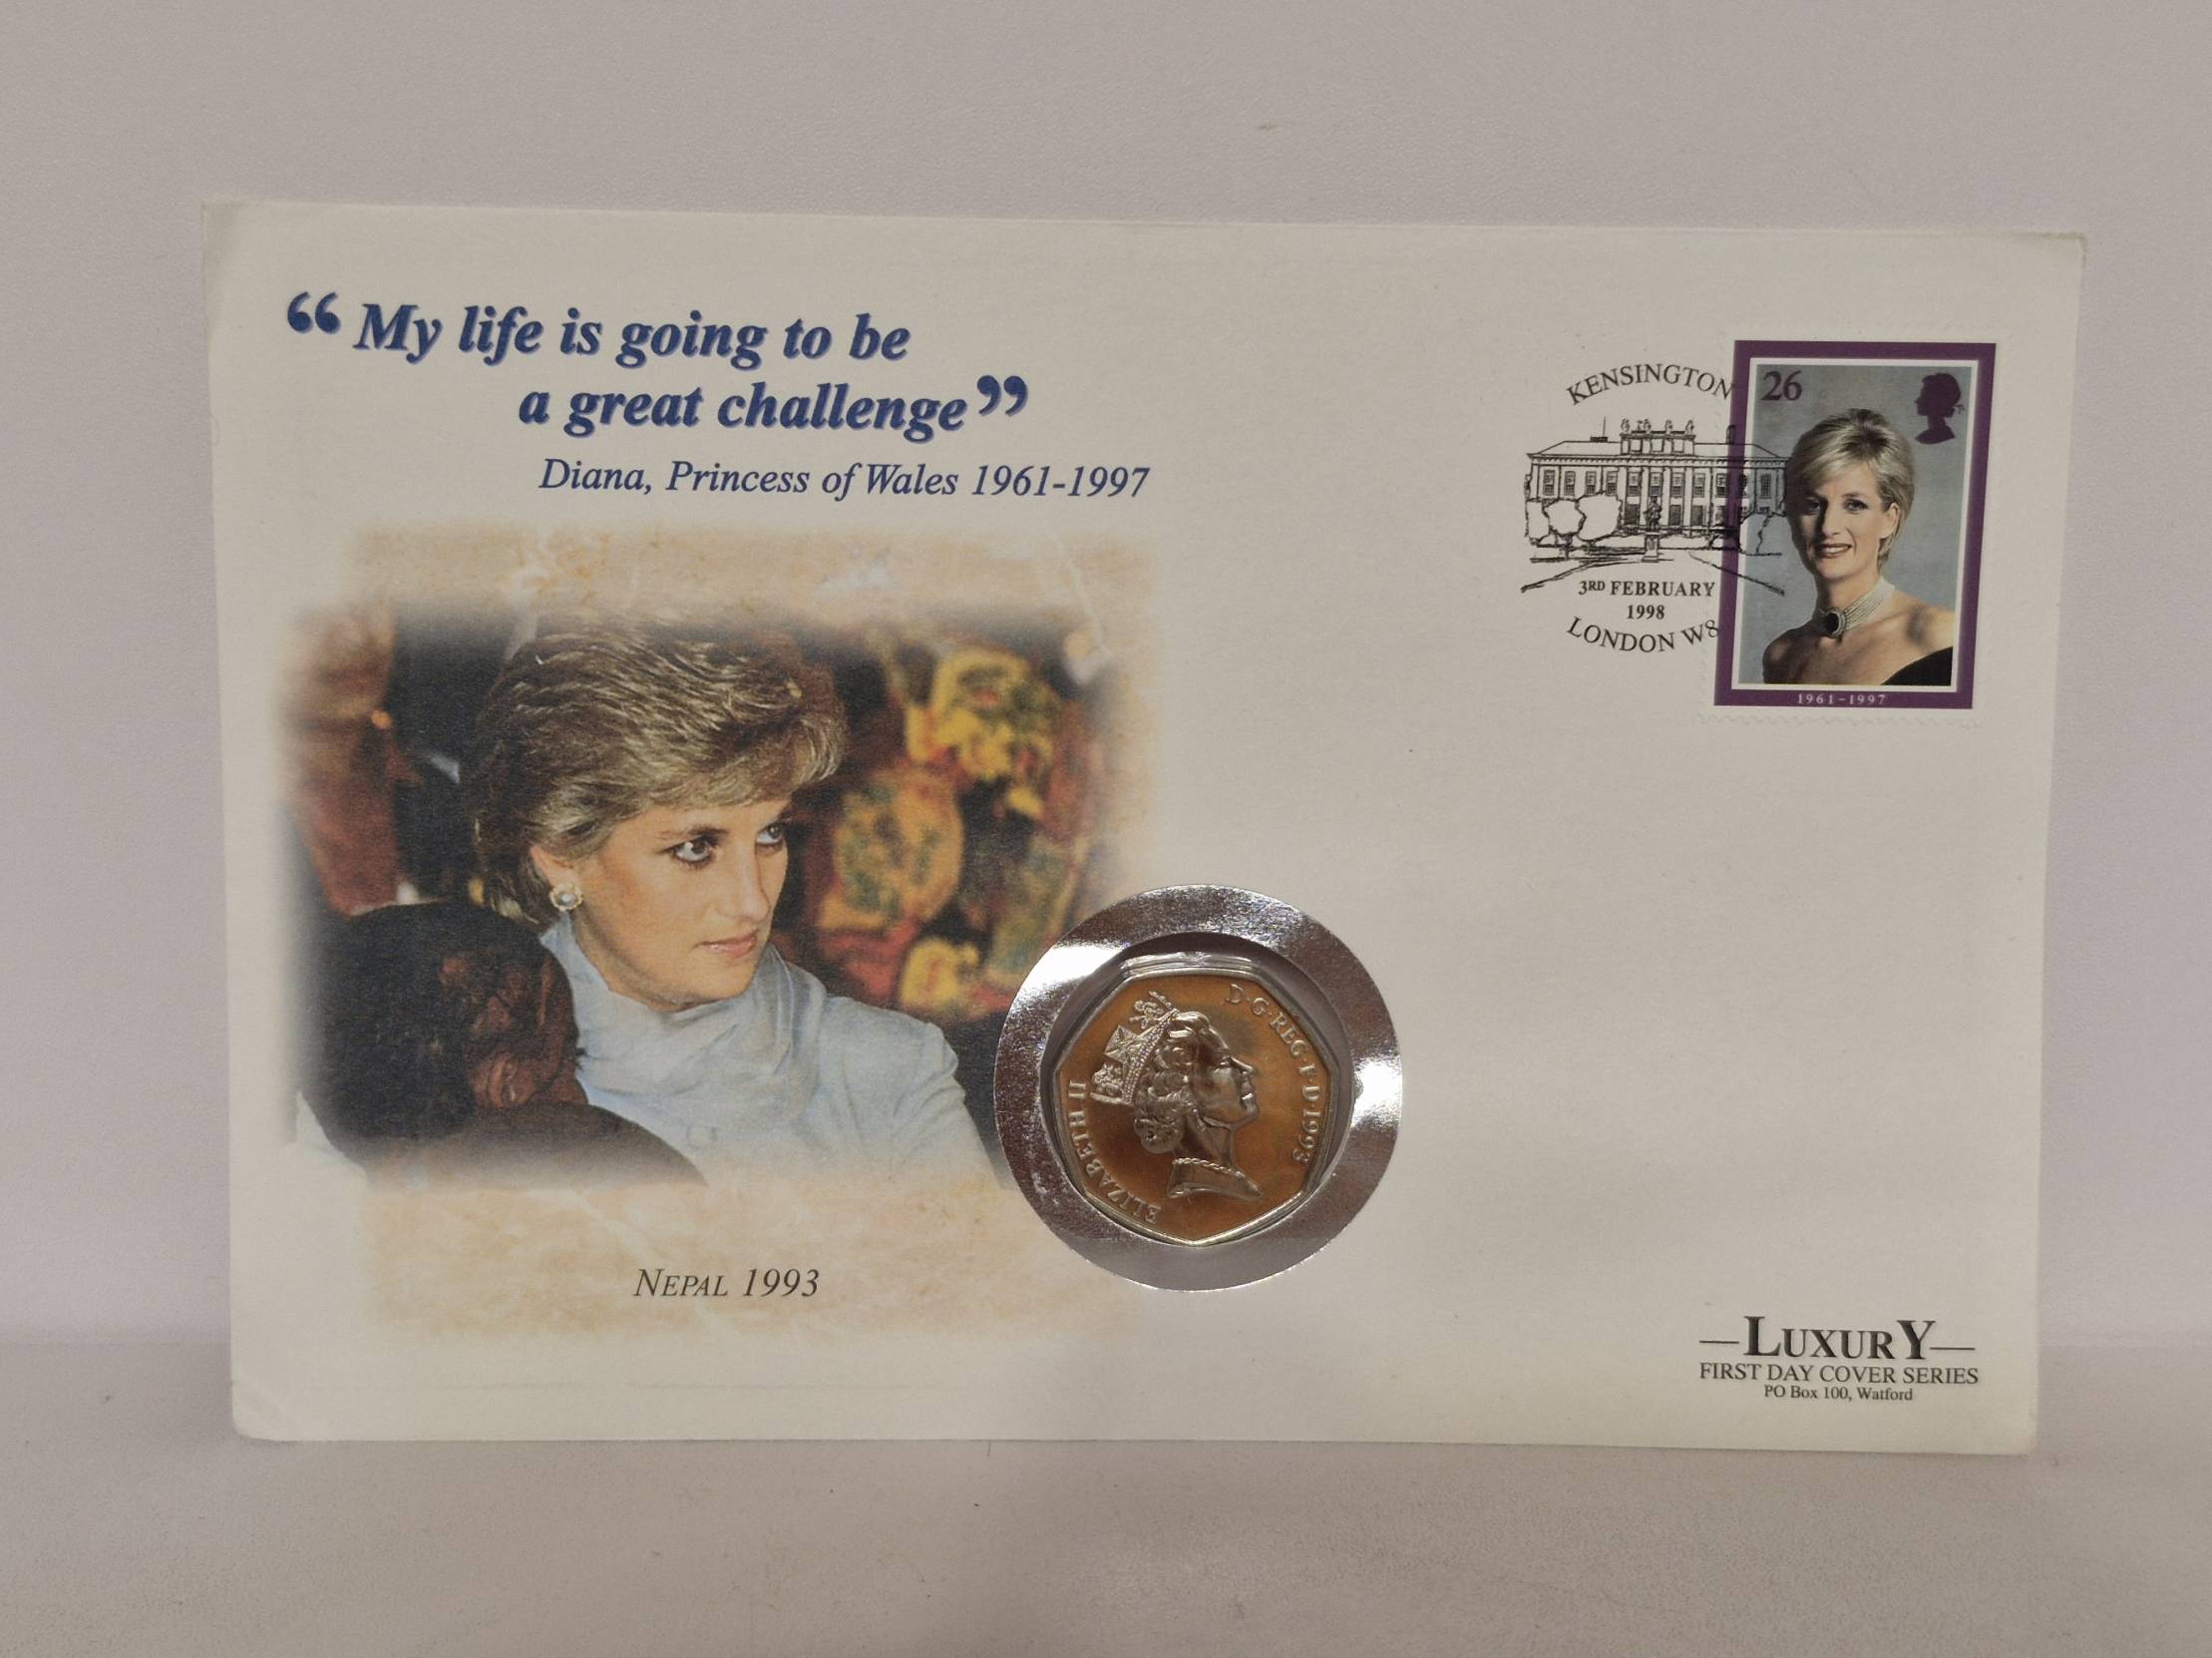 “My life is going to be
a great challenge”
Diana, Princess of Wales 1961-1997
KENSINGTON
3RD FEBRUARY
1998
LONDON W8
26
1961-1997
ELIZABETH II D·G·REG·F·D·1993
NEPAL 1993
LUXURY
FIRST DAY COVER SERIES
PO Box 100, Watford